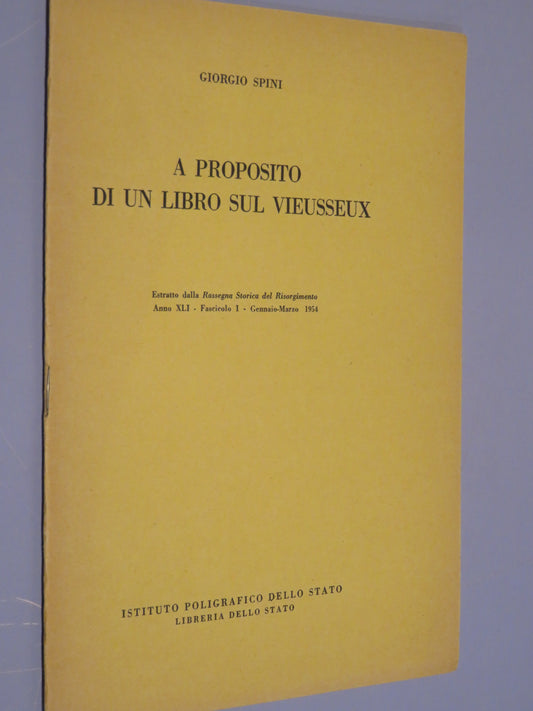 GIORGIO SPINI
A PROPOSITO
DI UN LIBRO SUL VIEUSSEUX
Estratto dalla Rassegna Storica del Risorgimento
Anno XLI - Fascicolo I - Gennaio-Marzo 1954
ISTITUTO POLIGRAFICO DELLO STATO
LIBRERIA DELLO STATO